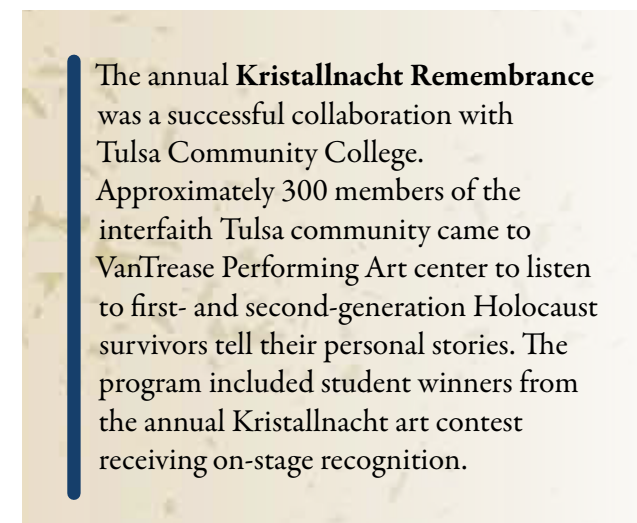 The annual Kristallnacht Remembrance
was a successful collaboration with
Tulsa Community College.
Approximately 300 members of the
interfaith Tulsa community came to
VanTrease Performing Art center to listen
to first- and second-generation Holocaust
survivors tell their personal stories. The
program included student winners from
the annual Kristallnacht art contest
receiving on-stage recognition.